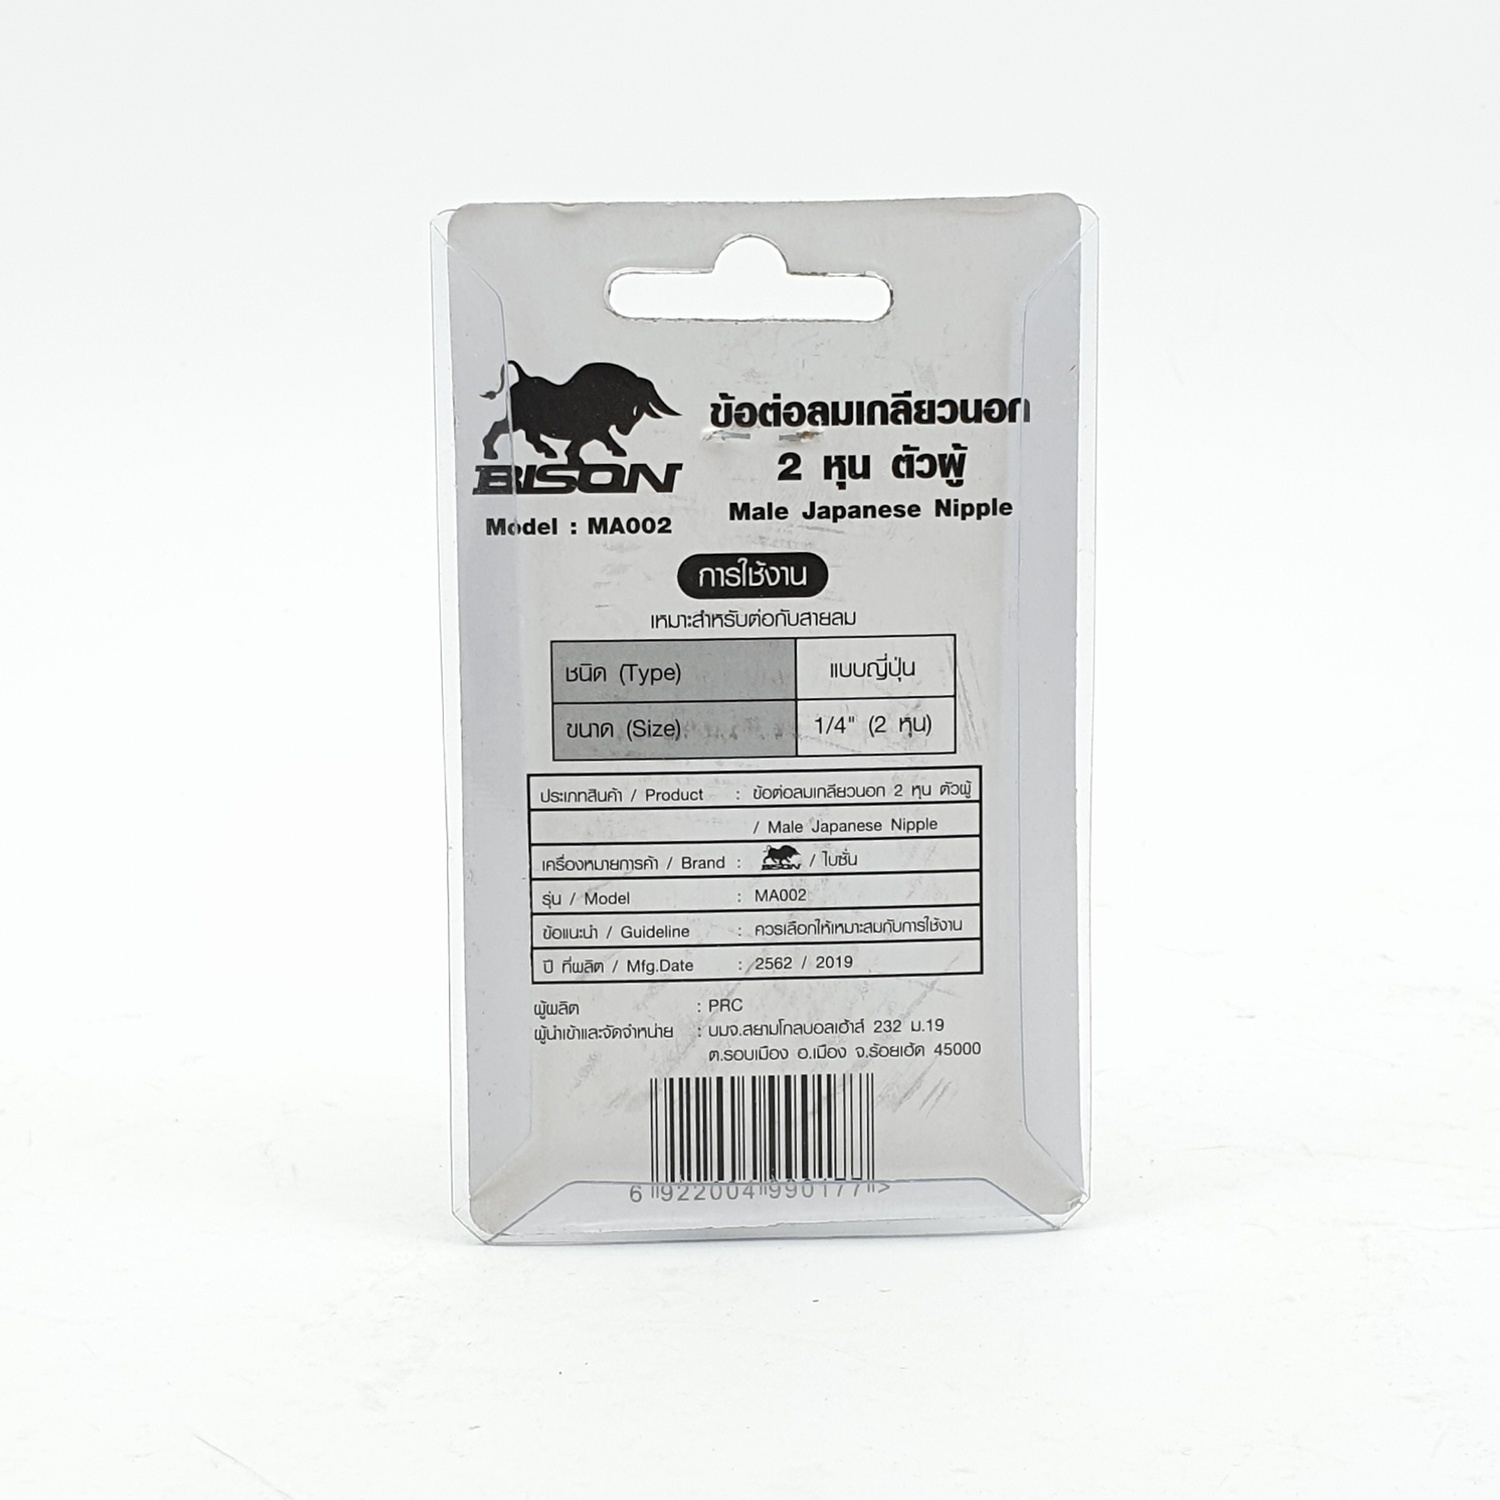 BISON
Model : MA002
ข้อต่อลมเกลียวนอก
2 หุน ตัวผู้
Male Japanese Nipple
การใช้งาน
เหมาะสำหรับต่อกับสายลม
ชนิด (Type) แบบญี่ปุ่น
ขนาด (Size) 1/4" (2 หุน)
ประเภทสินค้า / Product : ข้อต่อลมเกลียวนอก 2 หุน ตัวผู้
/ Male Japanese Nipple
เครื่องหมายการค้า / Brand : BISON / ไบซั่น
รุ่น / Model : MA002
ข้อแนะนำ / Guideline : ควรเลือกให้เหมาะสมกับการใช้งาน
ปี ที่ผลิต / Mfg.Date : 2562 / 2019
ผู้ผลิต : PRC
ผู้นำเข้าและจัดจำหน่าย : บมจ.สยามโกลบอลเฮ้าส์ 232 ม.19
ต.รอบเมือง อ.เมือง จ.ร้อยเอ็ด 45000
6 922004 990177 >